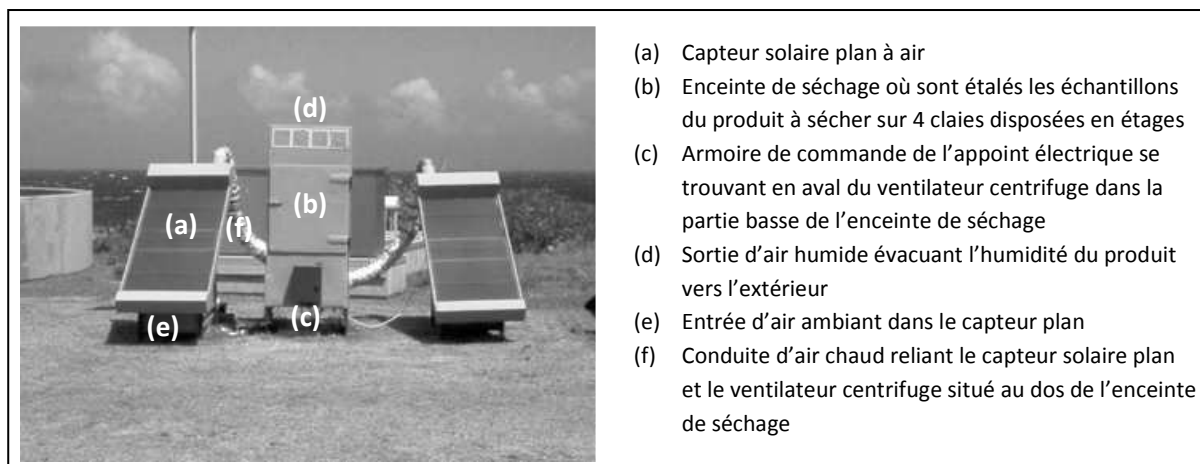 (a) Capteur solaire plan à air
(b) Enceinte de séchage où sont étalés les échantillons
du produit à sécher sur 4 claies disposées en étages
(c) Armoire de commande de l’appoint électrique se
trouvant en aval du ventilateur centrifuge dans la
partie basse de l’enceinte de séchage
(d) Sortie d’air humide évacuant l’humidité du produit
vers l’extérieur
(e) Entrée d’air ambiant dans le capteur plan
(f) Conduite d’air chaud reliant le capteur solaire plan
et le ventilateur centrifuge situé au dos de l’enceinte
de séchage
(d)
(b)
(a)
(f)
(c)
(e)